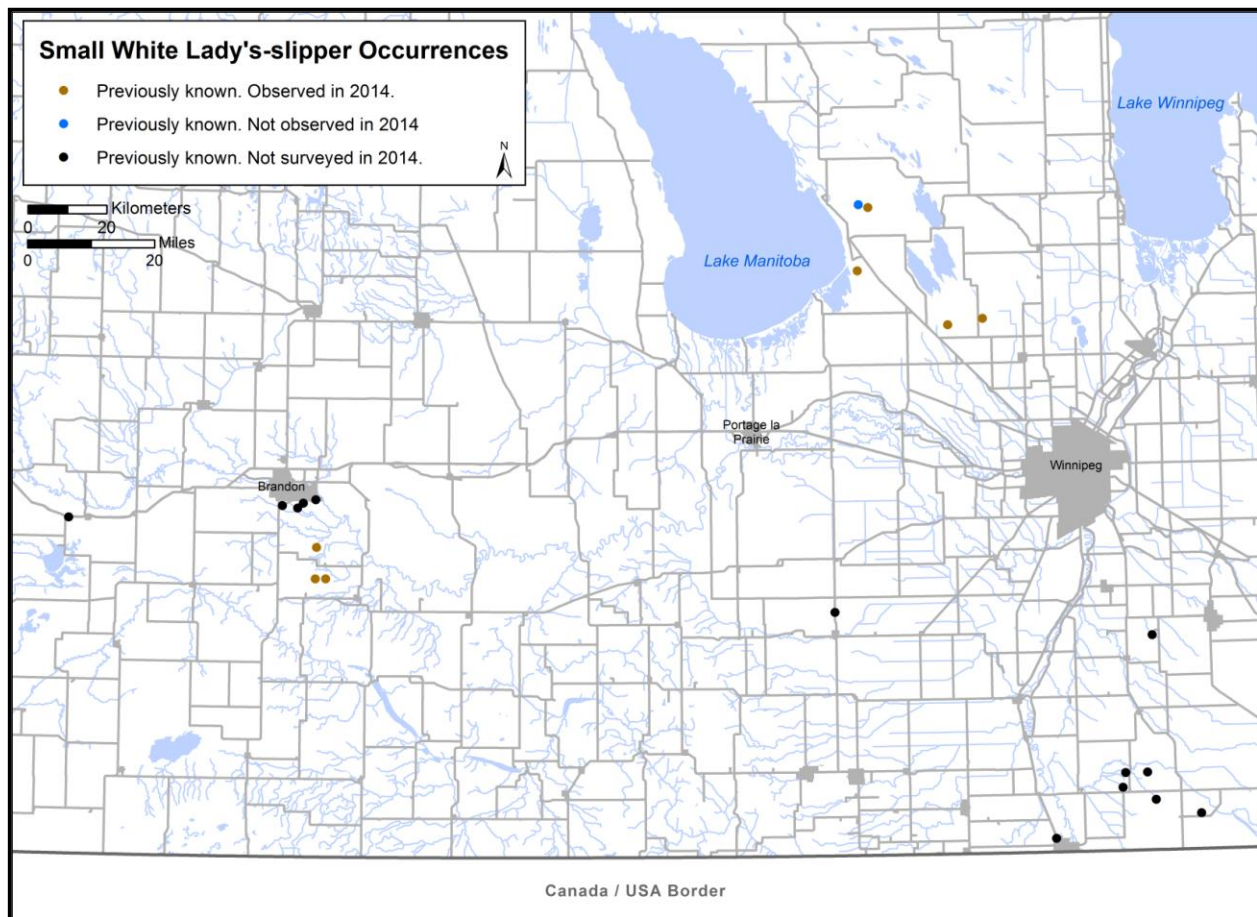 Small White Lady's-slipper Occurrences
Previously known. Observed in 2014.
Previously known. Not observed in 2014
Previously known. Not surveyed in 2014.
N
Kilometers
0 20
Miles
0 20
Lake Winnipeg
Lake Manitoba
Portage la
Prairie
Winnipeg
Brandon
Canada / USA Border